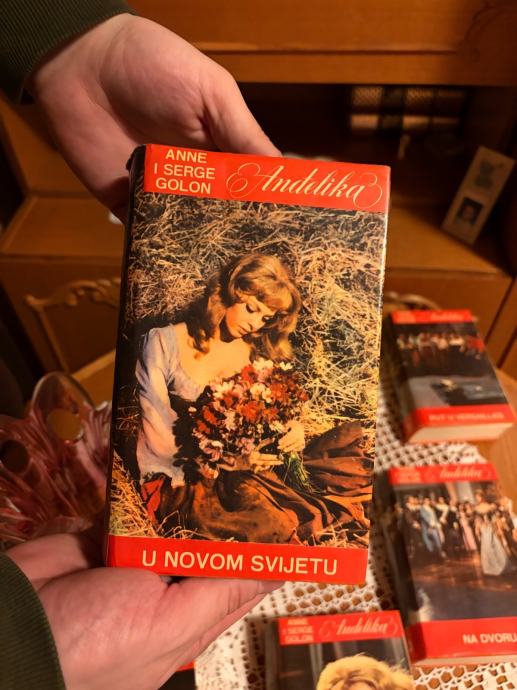 ANNE
I SERGE
GOLON
Anđelika
U NOVOM SVIJETU
Anđelika
PUT U VERSAILLES
Anđelika
NA DVORU
ANNE
I SERGE
GOLON
Anđelika